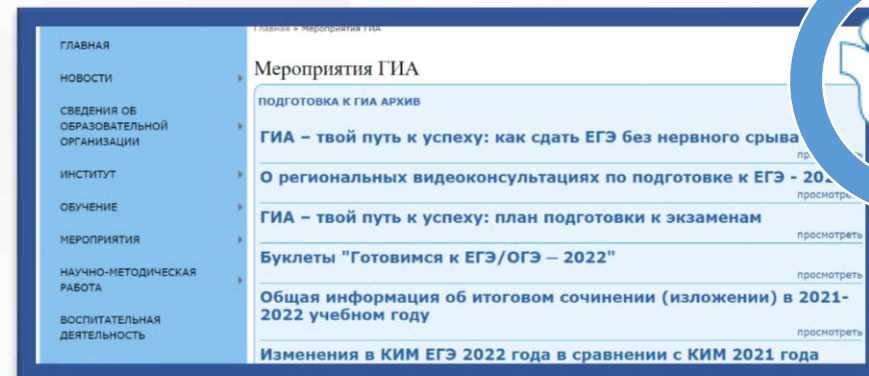 Главная » Мероприятия ГИА
ГЛАВНАЯ
НОВОСТИ
СВЕДЕНИЯ ОБ
ОБРАЗОВАТЕЛЬНОЙ
ОРГАНИЗАЦИИ
ИНСТИТУТ
ОБУЧЕНИЕ
МЕРОПРИЯТИЯ
НАУЧНО-МЕТОДИЧЕСКАЯ
РАБОТА
ВОСПИТАТЕЛЬНАЯ
ДЕЯТЕЛЬНОСТЬ
Мероприятия ГИА
ПОДГОТОВКА К ГИА АРХИВ
ГИА – твой путь к успеху: как сдать ЕГЭ без нервного срыва
О региональных видеоконсультациях по подготовке к ЕГЭ -
просмотреть
ГИА – твой путь к успеху: план подготовки к экзаменам
просмотреть
Буклеты "Готовимся к ЕГЭ/ОГЭ — 2022"
просмотреть
Общая информация об итоговом сочинении (изложении) в 2021-
2022 учебном году
просмотреть
Изменения в КИМ ЕГЭ 2022 года в сравнении с КИМ 2021 года